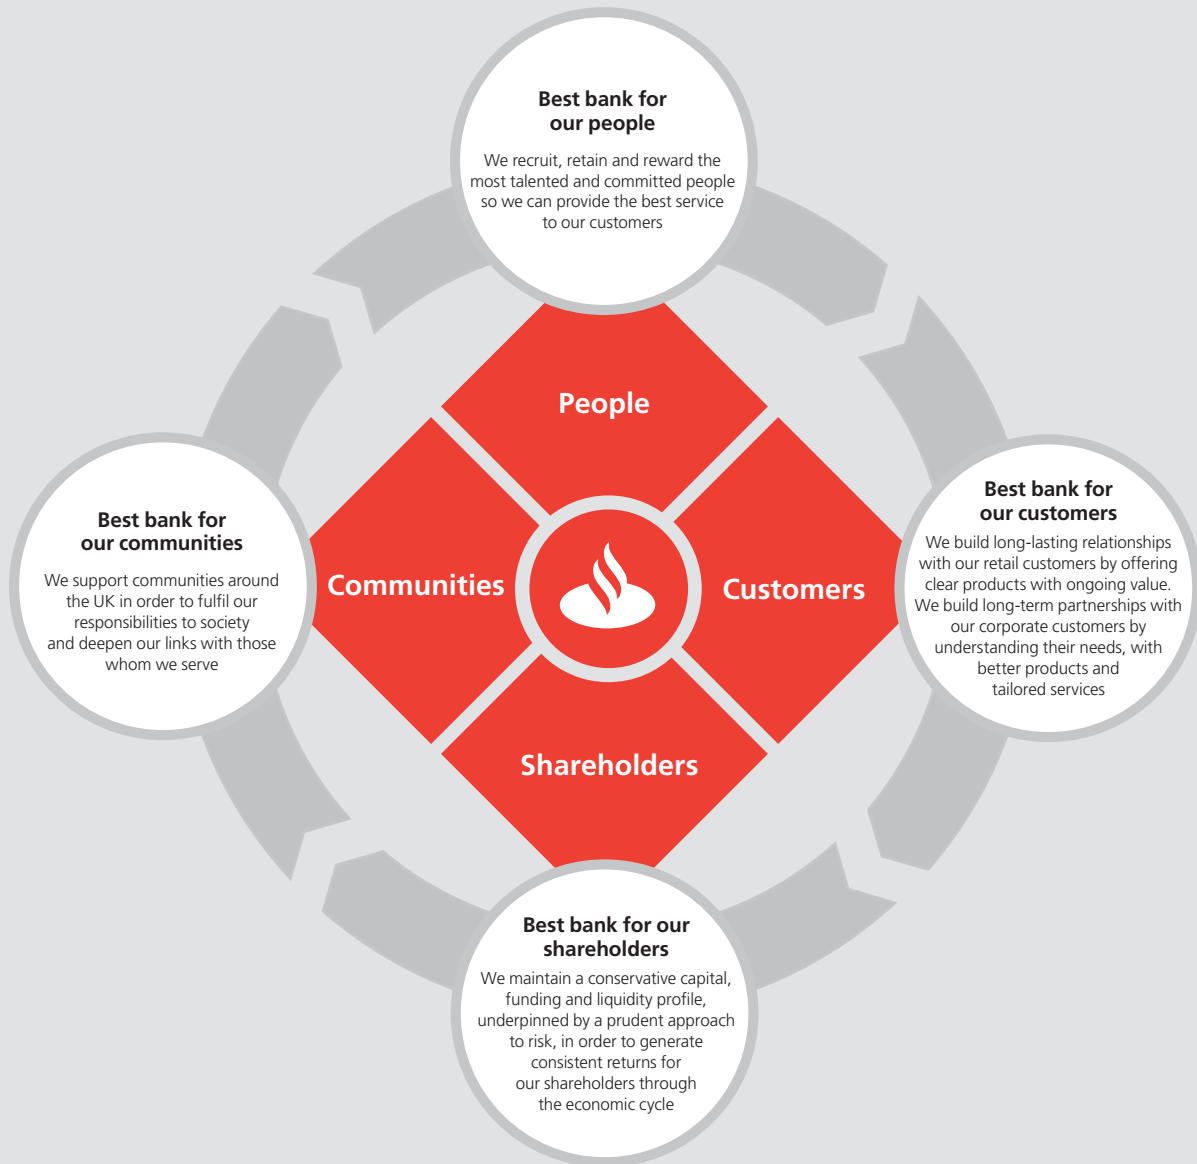 Best bank for
our people
We recruit, retain and reward the
most talented and committed people
so we can provide the best service
to our customers
People
Best bank for
our communities
We support communities around
the UK in order to fulfil our
responsibilities to society
and deepen our links with those
whom we serve
Communities
Customers
Best bank for
our customers
We build long-lasting relationships
with our retail customers by offering
clear products with ongoing value.
We build long-term partnerships with
our corporate customers by
understanding their needs, with
better products and
tailored services
Shareholders
Best bank for our
shareholders
We maintain a conservative capital,
funding and liquidity profile,
underpinned by a prudent approach
to risk, in order to generate
consistent returns for
our shareholders through
the economic cycle